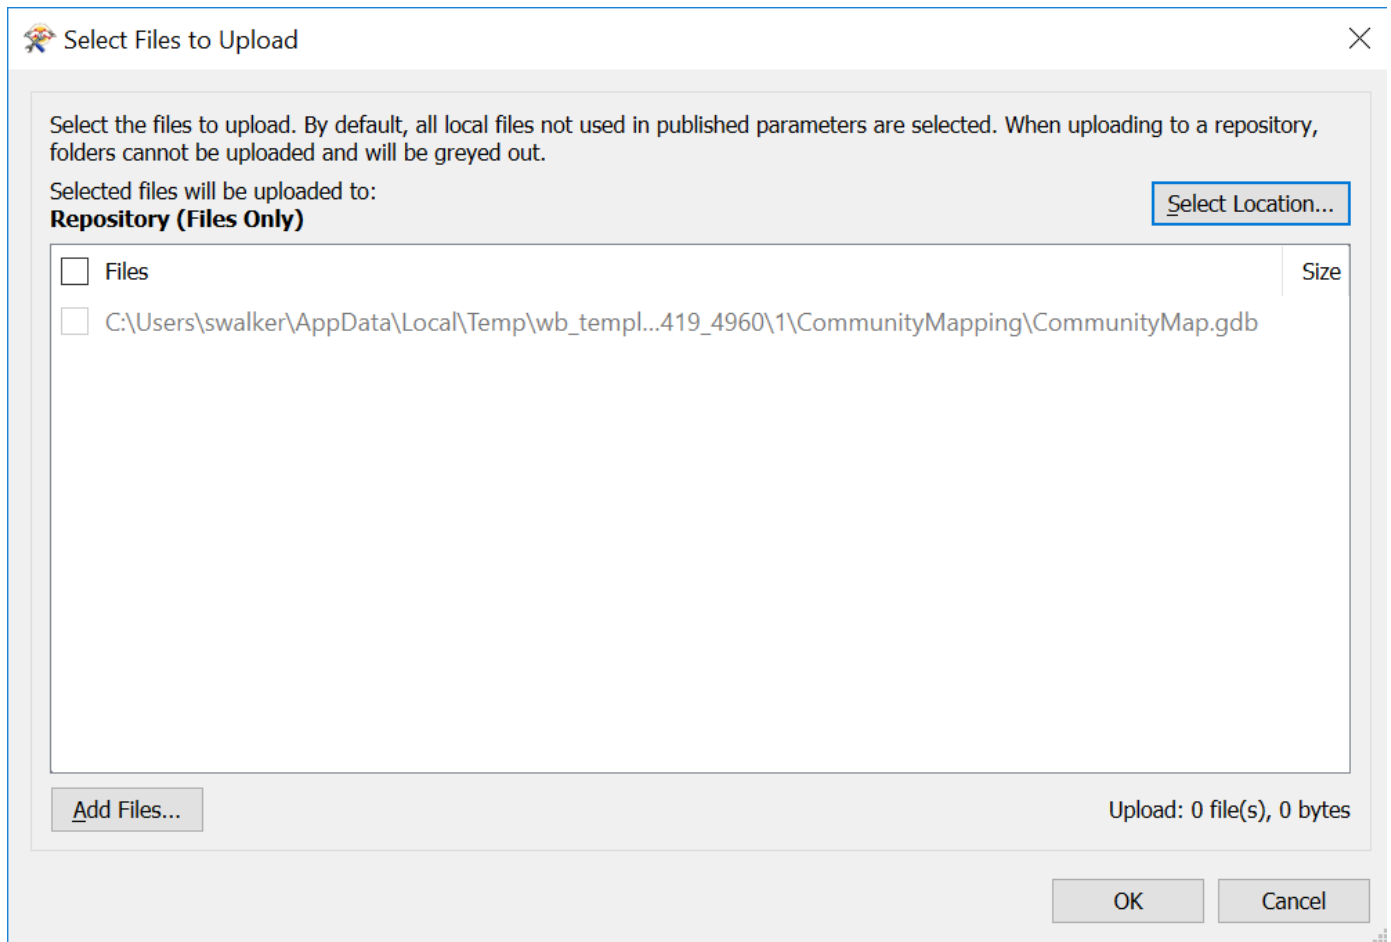 Select Files to Upload
Select the files to upload. By default, all local files not used in published parameters are selected. When uploading to a repository,
folders cannot be uploaded and will be greyed out.
Selected files will be uploaded to:
Repository (Files Only)
Select Location...
Files
Size
C:\Users\swalker\AppData\Local\Temp\wb_templ...419_4960\1\CommunityMapping\CommunityMap.gdb
Add Files...
Upload: 0 file(s), 0 bytes
OK
Cancel